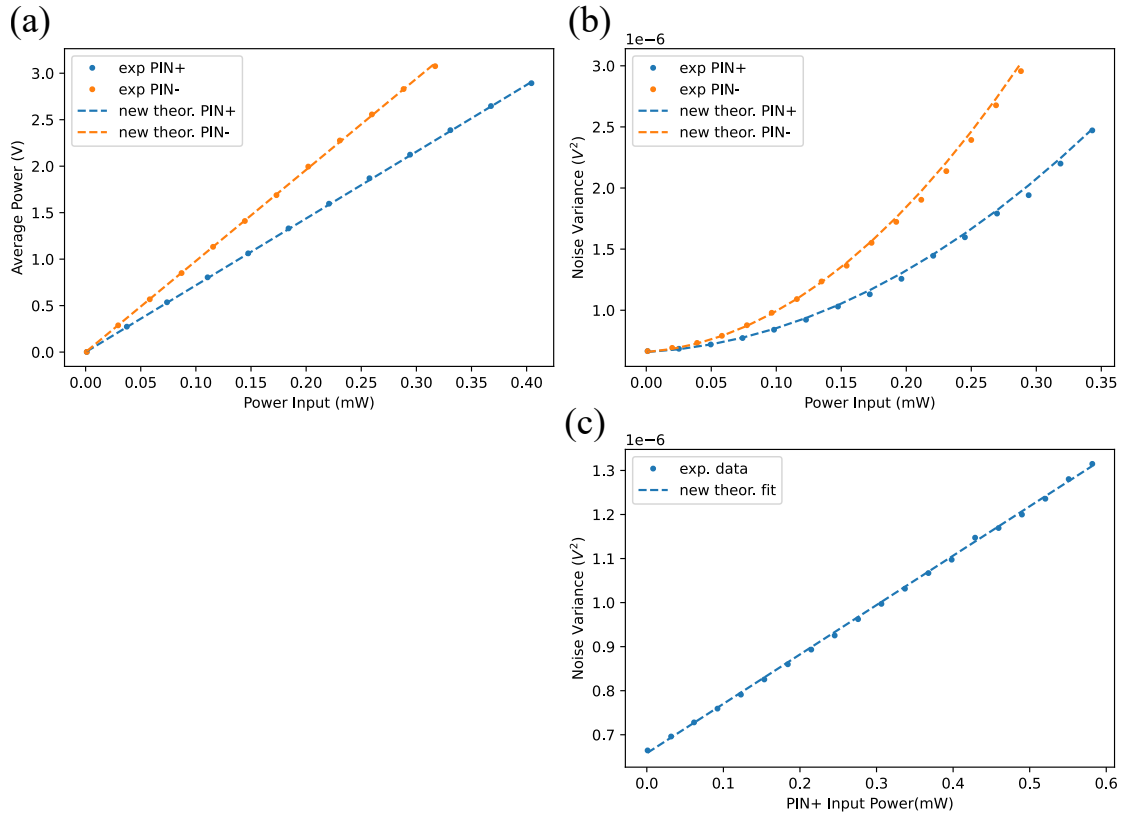 (a)
exp PIN+
exp PIN-
new theor. PIN+
new theor. PIN-
Average Power (V)
3.0
2.5
2.0
1.5
1.0
0.5
0.0
0.00 0.05 0.10 0.15 0.20 0.25 0.30 0.35 0.40
Power Input (mW)
(b)
1e−6
exp PIN+
exp PIN-
new theor. PIN+
new theor. PIN-
Noise Variance (V²)
3.0
2.5
2.0
1.5
1.0
0.00 0.05 0.10 0.15 0.20 0.25 0.30 0.35
Power Input (mW)
(c)
1e−6
exp. data
new theor. fit
Noise Variance (V²)
1.3
1.2
1.1
1.0
0.9
0.8
0.7
0.0 0.1 0.2 0.3 0.4 0.5 0.6
PIN+ Input Power(mW)